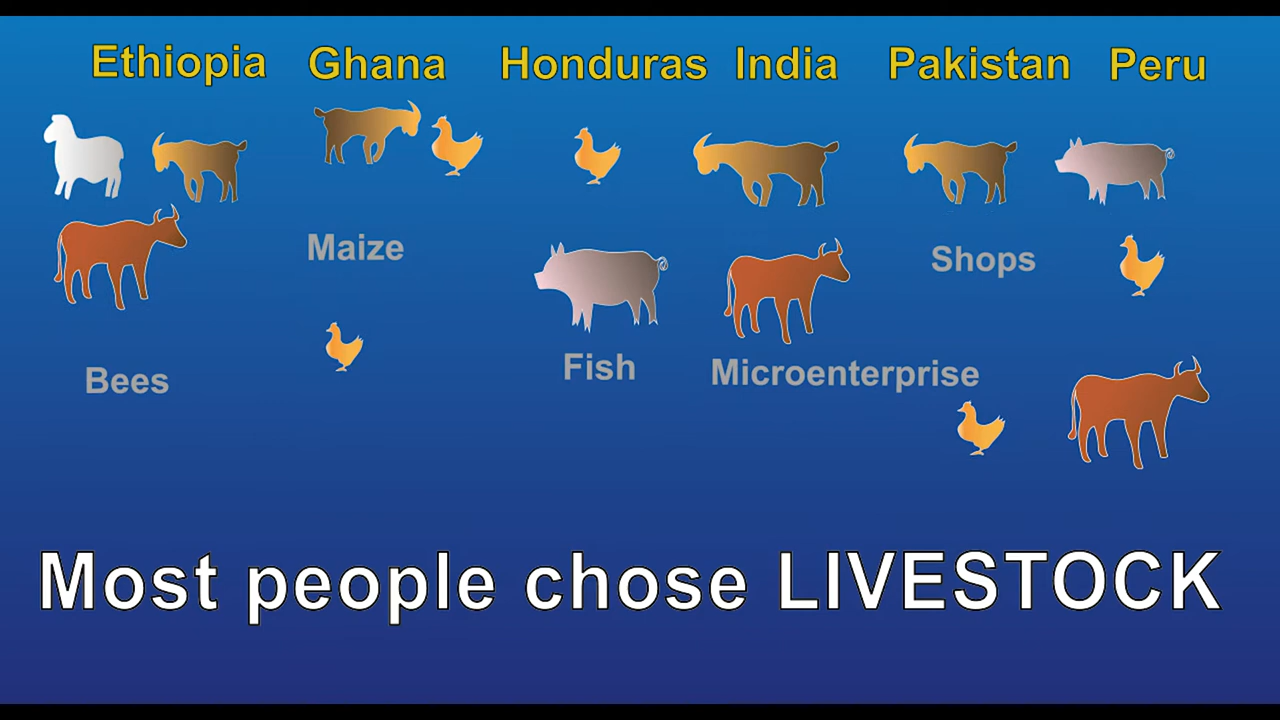 Ethiopia Ghana Honduras India Pakistan Peru
Maize Shops
Bees Fish Microenterprise
Most people chose LIVESTOCK